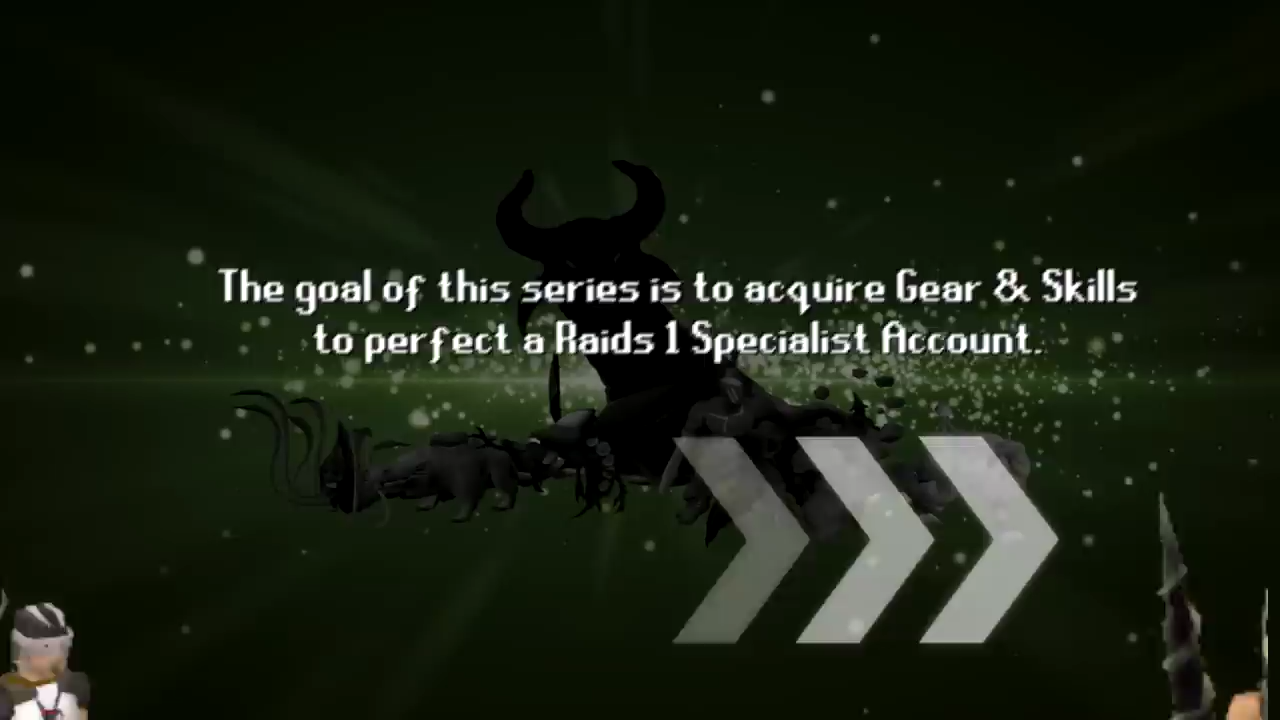 The goal of this series is to acquire Gear & Skills
to perfect a Raids 1 Specialist Account.